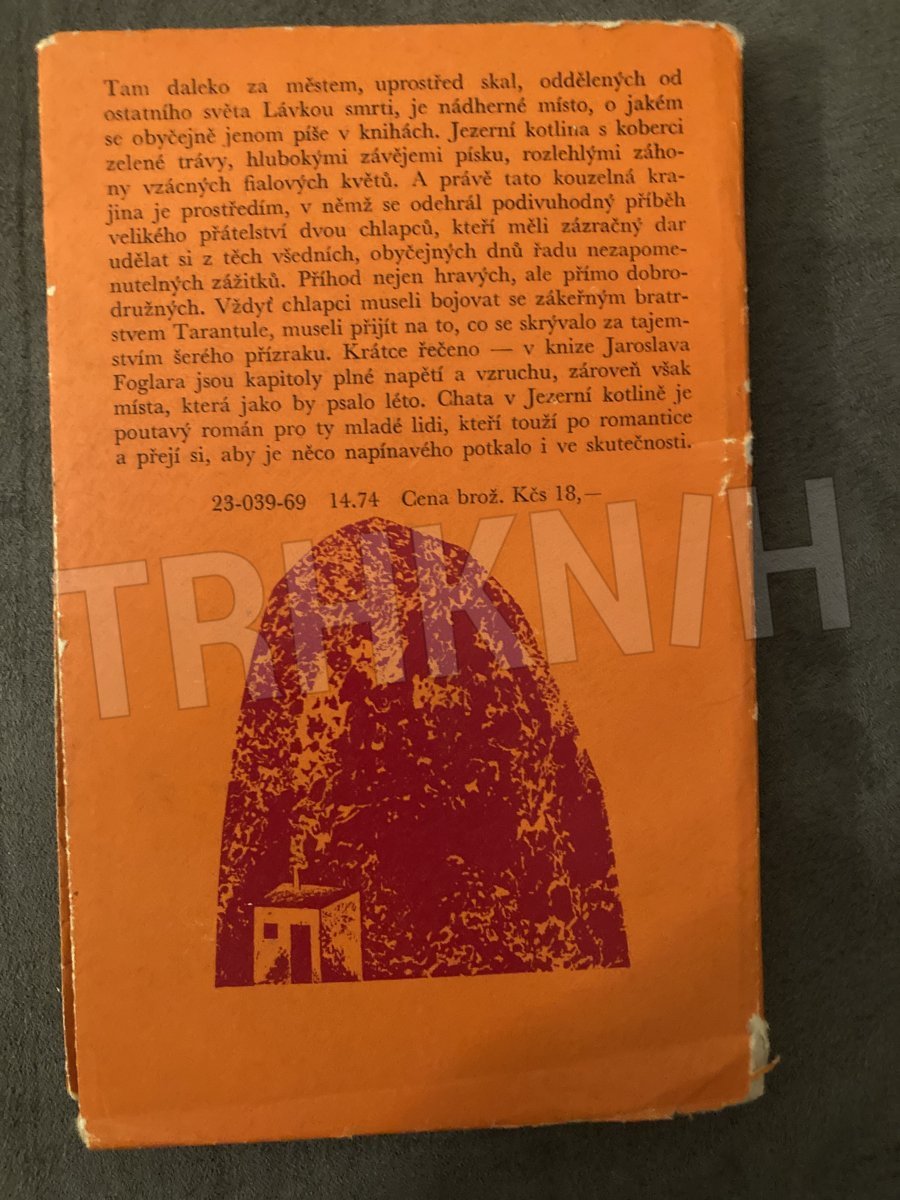 Tam daleko za městem, uprostřed skal, oddělených od
ostatního světa Lávkou smrti, je nádherné místo, o jakém
se obyčejně jenom píše v knihách. Jezerní kotlina s koberci
zelené trávy, hlubokými závějemi písku, rozlehlými záho-
ny vzácných fialových květů. A právě tato kouzelná kra-
jina je prostředím, v němž se odehrál podivuhodný příběh
velikého přátelství dvou chlapců, kteří měli zázračný dar
udělat si z těch všedních, obyčejných dnů řadu nezapome-
nutelných zážitků. Příhod nejen hravých, ale přímo dobro-
družných. Vždyť chlapci museli bojovat se zákeřným bratr-
stvem Tarantule, museli přijít na to, co se skrývalo za tajem-
stvím šerého přízraku. Krátce řečeno — v knize Jaroslava
Foglara jsou kapitoly plné napětí a vzruchu, zároveň však
místa, která jako by psalo léto. Chata v Jezerní kotlině je
poutavý román pro ty mladé lidi, kteří touží po romantice
a přejí si, aby je něco napínavého potkalo i ve skutečnosti.
23-039-69 14.74 Cena brož. Kčs 18,—
TRHKNIH